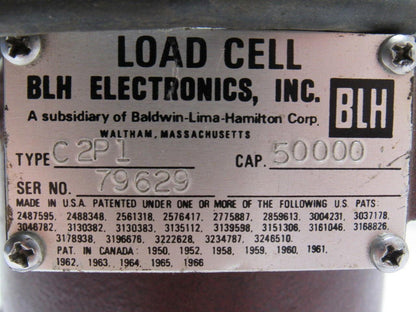 LOAD CELL
BLH ELECTRONICS, INC.
BLH
A subsidiary of Baldwin-Lima-Hamilton Corp.
WALTHAM, MASSACHUSETTS
TYPE C2P1 CAP. 50000
SER NO. 79629
MADE IN U.S.A. PATENTED UNDER ONE OR MORE OF THE FOLLOWING U.S. PATS:
2487595, 2488348, 2561318, 2576417, 2775887, 2859613, 3004231, 3037178,
3046782, 3130382, 3130383, 3135112, 3139598, 3151306, 3161046, 3168826,
3178938, 3196676, 3222628, 3234787, 3246510.
PAT. IN CANADA: 1950, 1952, 1958, 1959, 1960, 1961,
1962, 1963, 1964, 1965, 1966